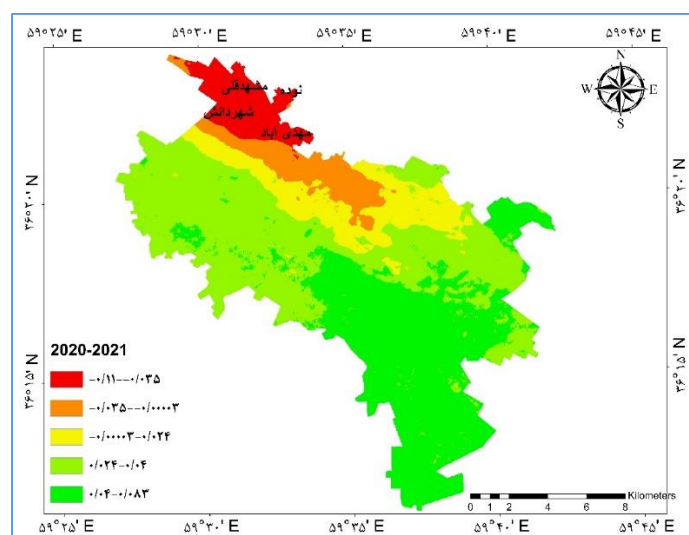 ۵۹°۲۵' E ۵۹°۳۰' E ۵۹°۳۵' E ۵۹°۴۰' E ۵۹°۴۵' E
N
W E
S
مشهدقلی نوده
شهردانش
مهدی آباد
۳۶°۲۰' N ۳۶°۲۰' N
۳۶°۱۵' N ۳۶°۱۵' N
2020-2021
-۰/۱۱--۰/۰۳۵
-۰/۰۳۵--۰/۰۰۰۰۳
-۰/۰۰۰۰۳-۰/۰۲۴
۰/۰۲۴-۰/۰۴
۰/۰۴-۰/۰۸۳
Kilometers
0 1 2 4 6 8
۵۹°۲۵' E ۵۹°۳۰' E ۵۹°۳۵' E ۵۹°۴۰' E ۵۹°۴۵' E